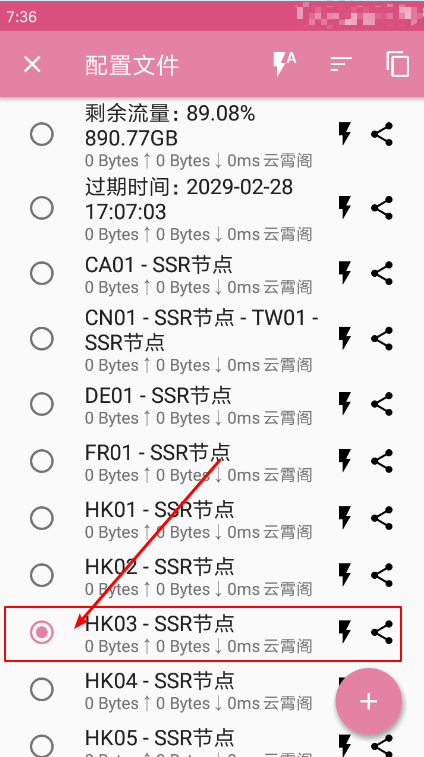 7:36
配置文件
A
剩余流量: 89.08%
890.77GB
0 Bytes↑ 0 Bytes↓ 0ms 云霄阁
过期时间: 2029-02-28
17:07:03
0 Bytes↑ 0 Bytes↓ 0ms 云霄阁
CA01 - SSR节点
0 Bytes↑ 0 Bytes↓ 0ms 云霄阁
CN01 - SSR节点 - TW01 -
SSR节点
0 Bytes↑ 0 Bytes↓ 0ms 云霄阁
DE01 - SSR节点
0 Bytes↑ 0 Bytes↓ 0ms 云霄阁
FR01 - SSR节点
0 Bytes↑ 0 Bytes↓ 0ms 云霄阁
HK01 - SSR节点
0 Bytes↑ 0 Bytes↓ 0ms 云霄阁
HK02 - SSR节点
0 Bytes↑ 0 Bytes↓ 0ms 云霄阁
HK03 - SSR节点
0 Bytes↑ 0 Bytes↓ 0ms 云霄阁
HK04 - SSR节点
0 Bytes↑ 0 Bytes↓ 0ms 云霄阁
HK05 - SSR节点